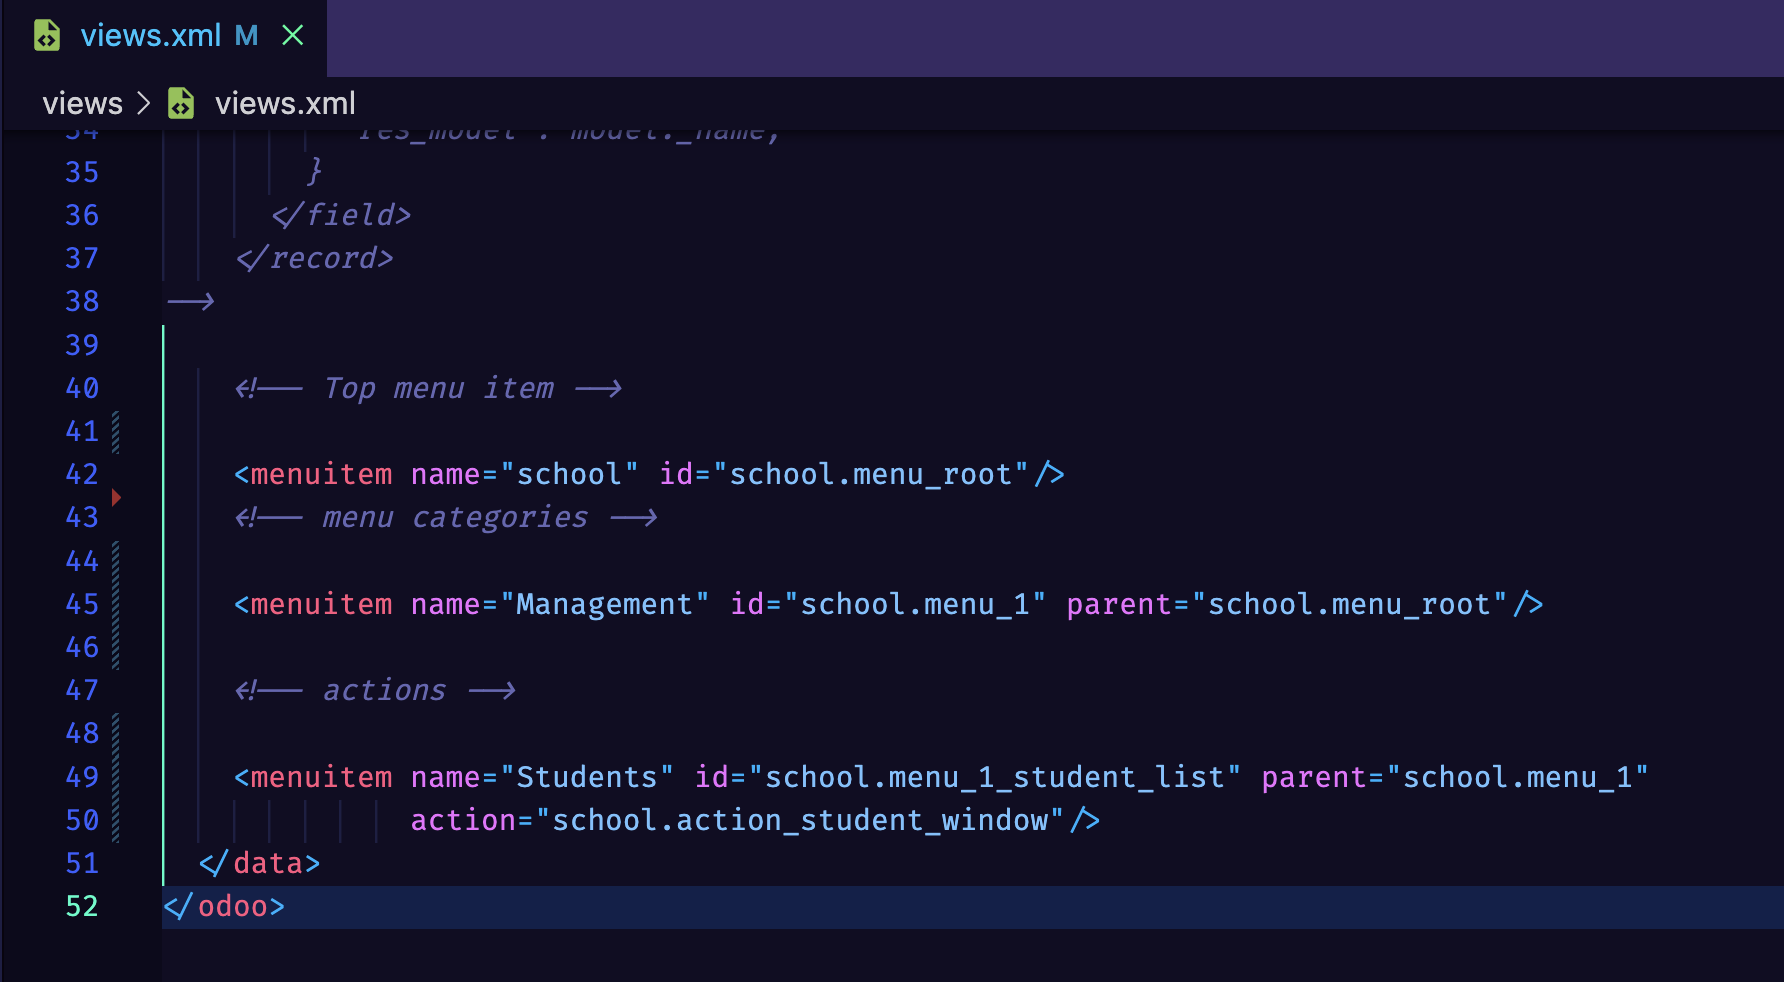 views.xml M
views > views.xml
34 res_model : model._name,
35 }
36 </field>
37 </record>
38 -->
39
40 <!-- Top menu item -->
41
42 <menuitem name="school" id="school.menu_root"/>
43 <!-- menu categories -->
44
45 <menuitem name="Management" id="school.menu_1" parent="school.menu_root"/>
46
47 <!-- actions -->
48
49 <menuitem name="Students" id="school.menu_1_student_list" parent="school.menu_1"
50 action="school.action_student_window"/>
51 </data>
52 </odoo>